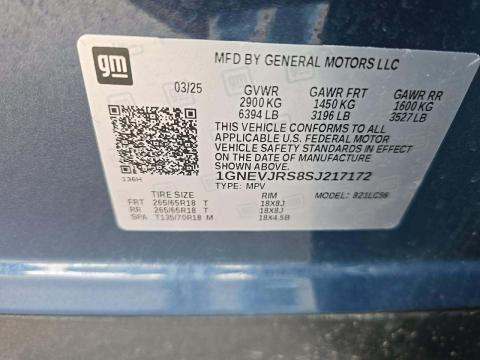 gm
MFD BY GENERAL MOTORS LLC
03/25 GVWR GAWR FRT GAWR RR
2900 KG 1450 KG 1600 KG
6394 LB 3196 LB 3527 LB
THIS VEHICLE CONFORMS TO ALL
APPLICABLE U.S. FEDERAL MOTOR
VEHICLE SAFETY STANDARDS IN EFFECT
ON THE DATE OF MANUFACTURE
SHOWN ABOVE.
136H 1GNEVJRS8SJ217172
TYPE: MPV
TIRE SIZE RIM
FRT 265/65R18 T 18X8J
RR 265/65R18 T 18X8J
SPA T135/70R18 M 18X4.5B